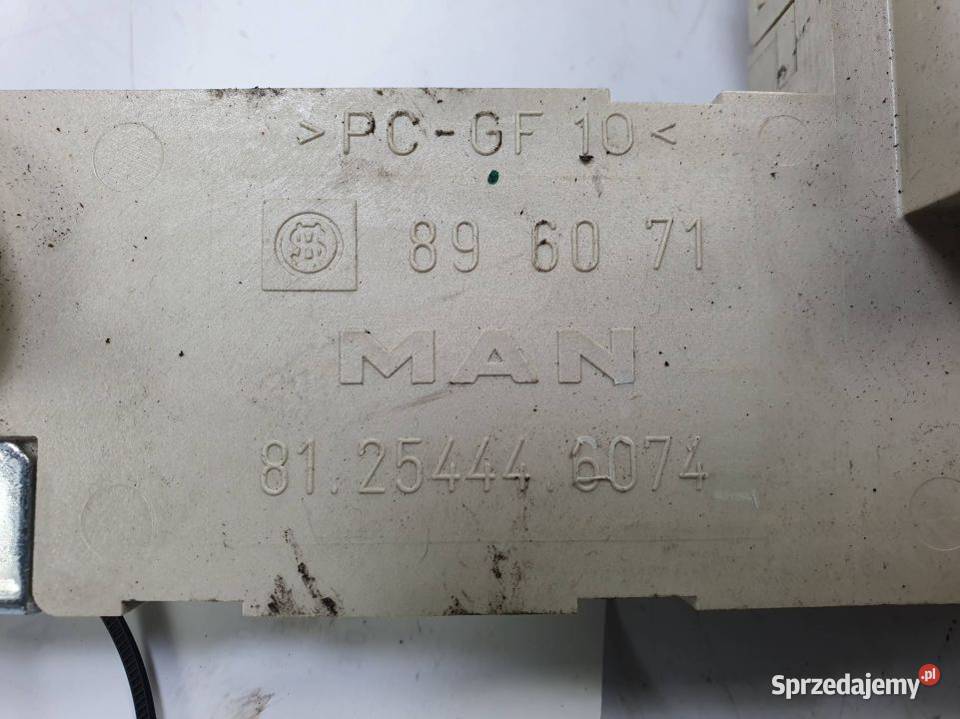 >PC-GF 10<
89 60 71
MAN
81.25444.6074
Sprzedajemy.pl